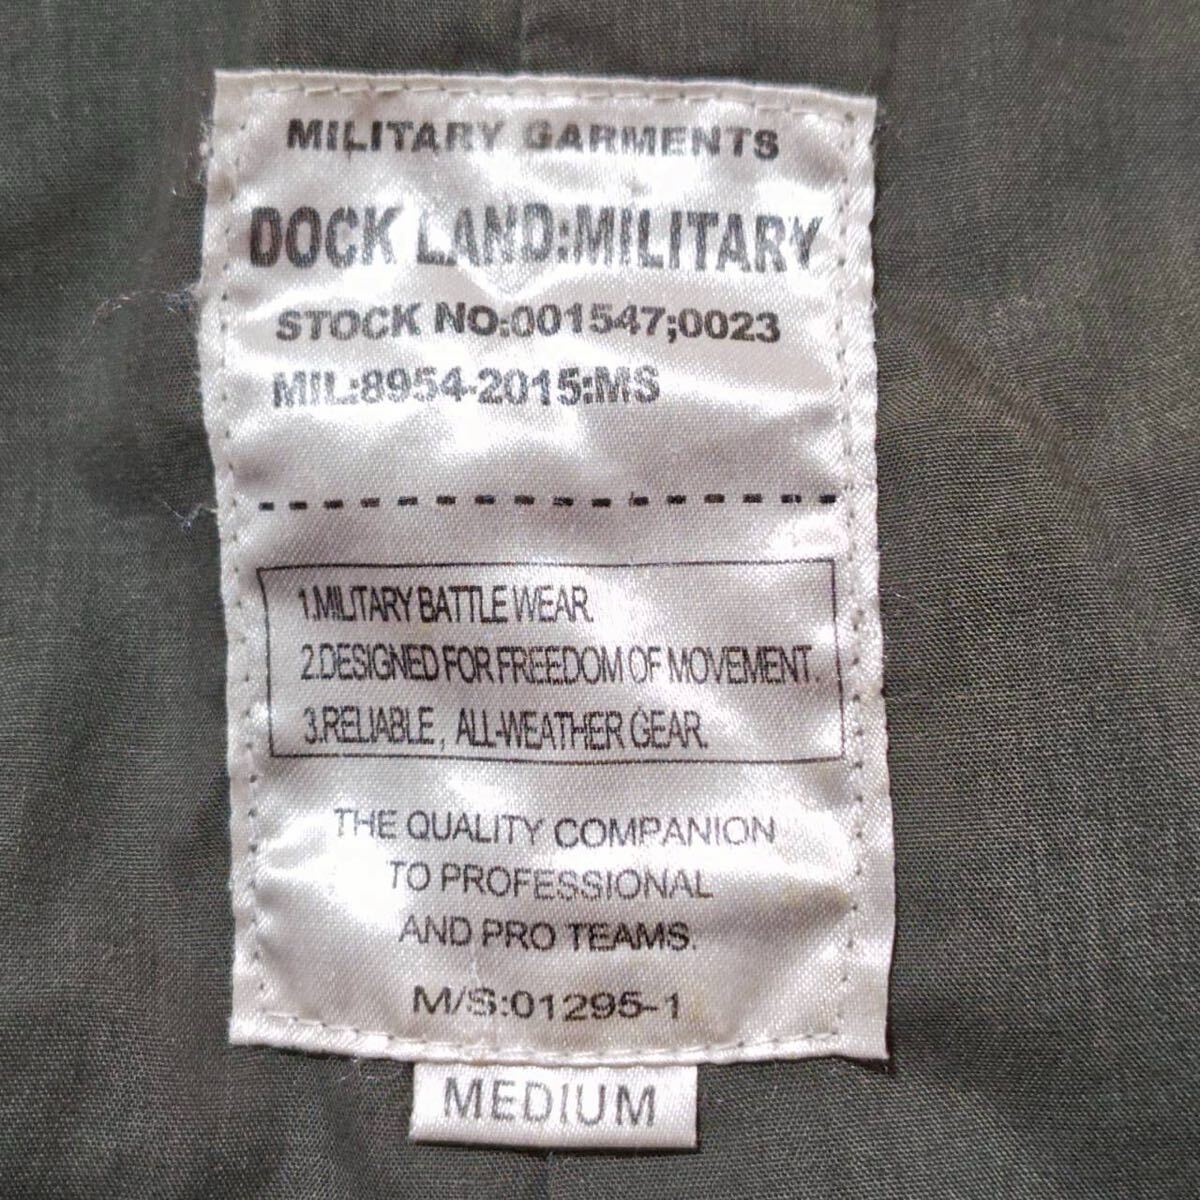 MILITARY GARMENTS
DOCK LAND:MILITARY
STOCK NO:001547;0023
MIL:8954-2015:MS
1.MILITARY BATTLE WEAR.
2.DESIGNED FOR FREEDOM OF MOVEMENT.
3.RELIABLE, ALL-WEATHER GEAR.
THE QUALITY COMPANION
TO PROFESSIONAL
AND PRO TEAMS.
M/S:01295-1
MEDIUM